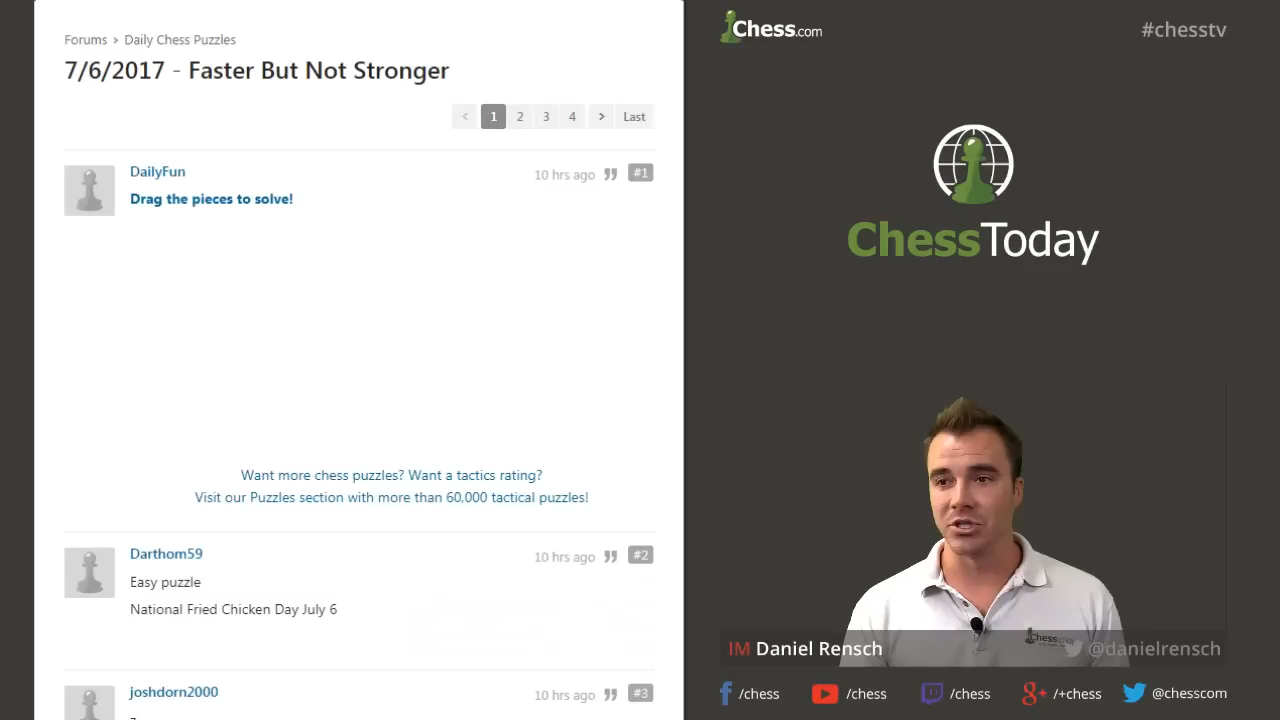 Forums > Daily Chess Puzzles
7/6/2017 - Faster But Not Stronger
< 1 2 3 4 > Last
DailyFun
10 hrs ago
#1
Drag the pieces to solve!
Want more chess puzzles? Want a tactics rating?
Visit our Puzzles section with more than 60,000 tactical puzzles!
Darthom59
10 hrs ago
#2
Easy puzzle
National Fried Chicken Day July 6
joshdorn2000
10 hrs ago
#3
Chess.com
#chesstv
ChessToday
Chess
IM Daniel Rensch
@danielrensch
/chess
/chess
/chess
/+chess
@chesscom